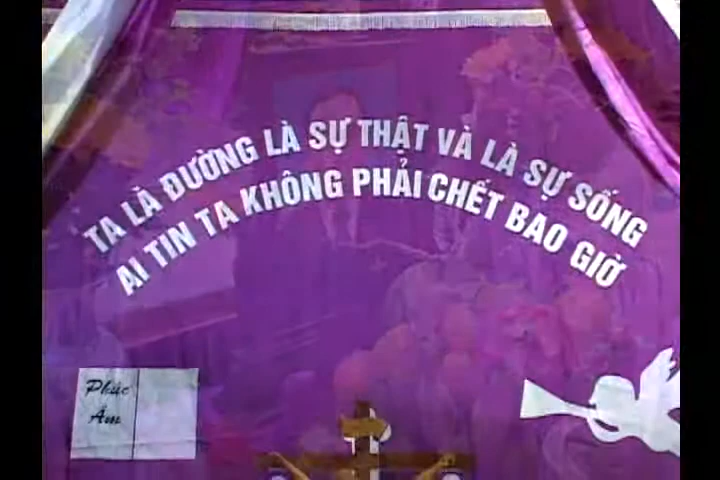 TA LÀ ĐƯỜNG LÀ SỰ THẬT VÀ LÀ SỰ SỐNG
AI TIN TA KHÔNG PHẢI CHẾT BAO GIỜ
Phúc
Âm